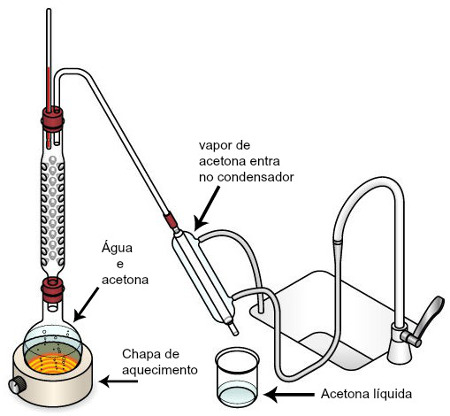 vapor de
acetona entra
no condensador
Água
e
acetona
Chapa de
aquecimento
Acetona líquida